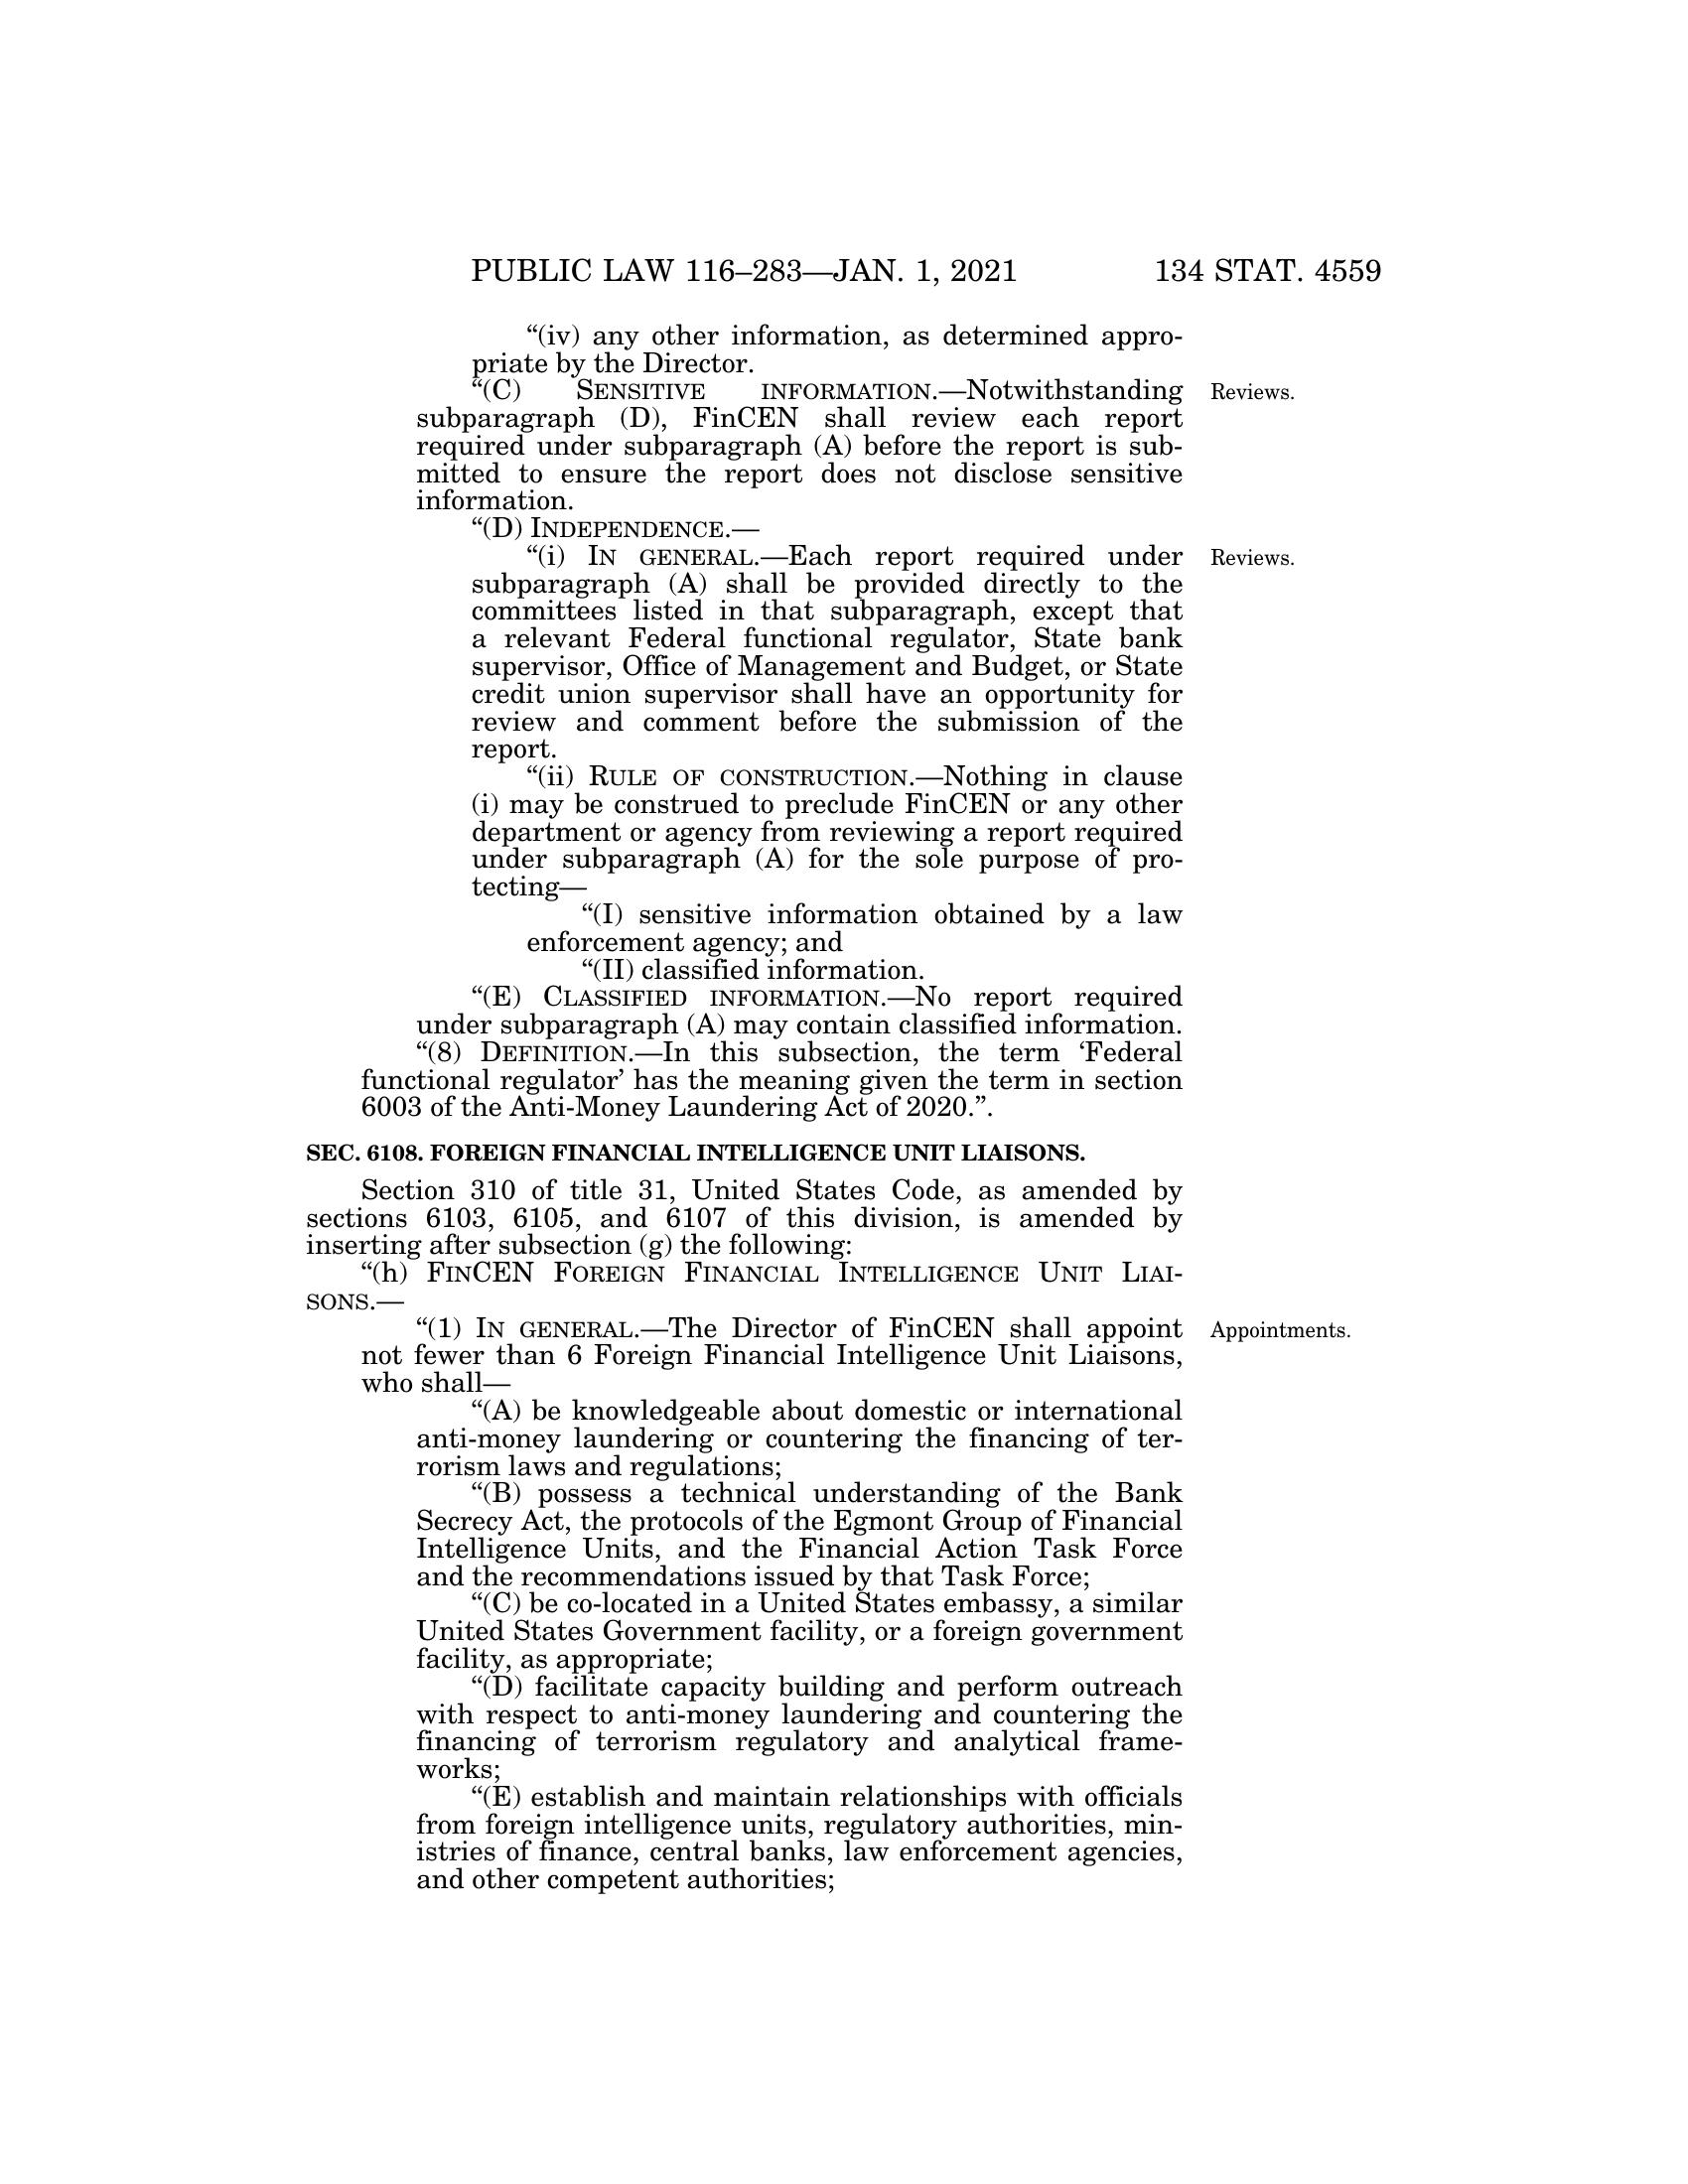 PUBLIC LAW 116–283—JAN. 1, 2021 134 STAT. 4559
“(iv) any other information, as determined appro-
priate by the Director.
“(C) SENSITIVE INFORMATION.—Notwithstanding Reviews.
subparagraph (D), FinCEN shall review each report
required under subparagraph (A) before the report is sub-
mitted to ensure the report does not disclose sensitive
information.
“(D) INDEPENDENCE.—
“(i) IN GENERAL.—Each report required under Reviews.
subparagraph (A) shall be provided directly to the
committees listed in that subparagraph, except that
a relevant Federal functional regulator, State bank
supervisor, Office of Management and Budget, or State
credit union supervisor shall have an opportunity for
review and comment before the submission of the
report.
“(ii) RULE OF CONSTRUCTION.—Nothing in clause
(i) may be construed to preclude FinCEN or any other
department or agency from reviewing a report required
under subparagraph (A) for the sole purpose of pro-
tecting—
“(I) sensitive information obtained by a law
enforcement agency; and
“(II) classified information.
“(E) CLASSIFIED INFORMATION.—No report required
under subparagraph (A) may contain classified information.
“(8) DEFINITION.—In this subsection, the term ‘Federal
functional regulator’ has the meaning given the term in section
6003 of the Anti-Money Laundering Act of 2020.”.
SEC. 6108. FOREIGN FINANCIAL INTELLIGENCE UNIT LIAISONS.
Section 310 of title 31, United States Code, as amended by
sections 6103, 6105, and 6107 of this division, is amended by
inserting after subsection (g) the following:
“(h) FINCEN FOREIGN FINANCIAL INTELLIGENCE UNIT LIAI-
SONS.—
“(1) IN GENERAL.—The Director of FinCEN shall appoint Appointments.
not fewer than 6 Foreign Financial Intelligence Unit Liaisons,
who shall—
“(A) be knowledgeable about domestic or international
anti-money laundering or countering the financing of ter-
rorism laws and regulations;
“(B) possess a technical understanding of the Bank
Secrecy Act, the protocols of the Egmont Group of Financial
Intelligence Units, and the Financial Action Task Force
and the recommendations issued by that Task Force;
“(C) be co-located in a United States embassy, a similar
United States Government facility, or a foreign government
facility, as appropriate;
“(D) facilitate capacity building and perform outreach
with respect to anti-money laundering and countering the
financing of terrorism regulatory and analytical frame-
works;
“(E) establish and maintain relationships with officials
from foreign intelligence units, regulatory authorities, min-
istries of finance, central banks, law enforcement agencies,
and other competent authorities;